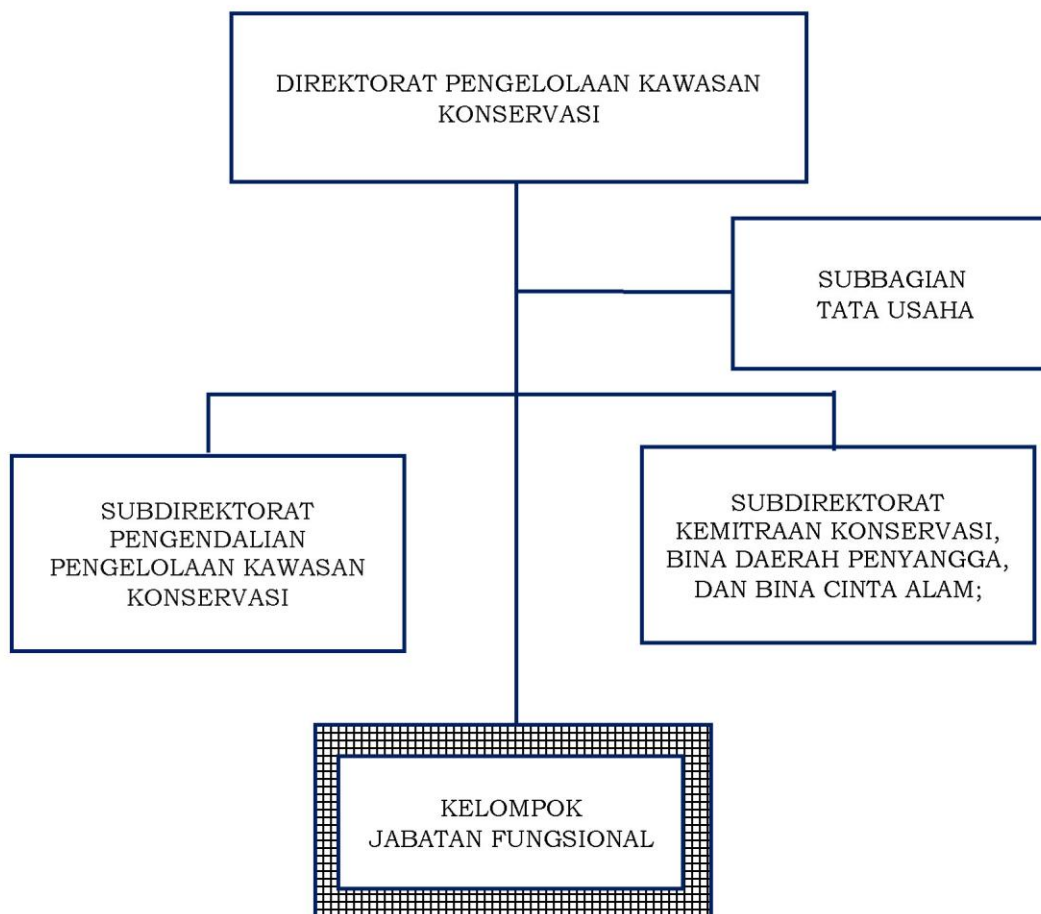 DIREKTORAT PENGELOLAAN KAWASAN
KONSERVASI
SUBBAGIAN
TATA USAHA
SUBDIREKTORAT
PENGENDALIAN
PENGELOLAAN KAWASAN
KONSERVASI
SUBDIREKTORAT
KEMITRAAN KONSERVASI,
BINA DAERAH PENYANGGA,
DAN BINA CINTA ALAM;
KELOMPOK
JABATAN FUNGSIONAL